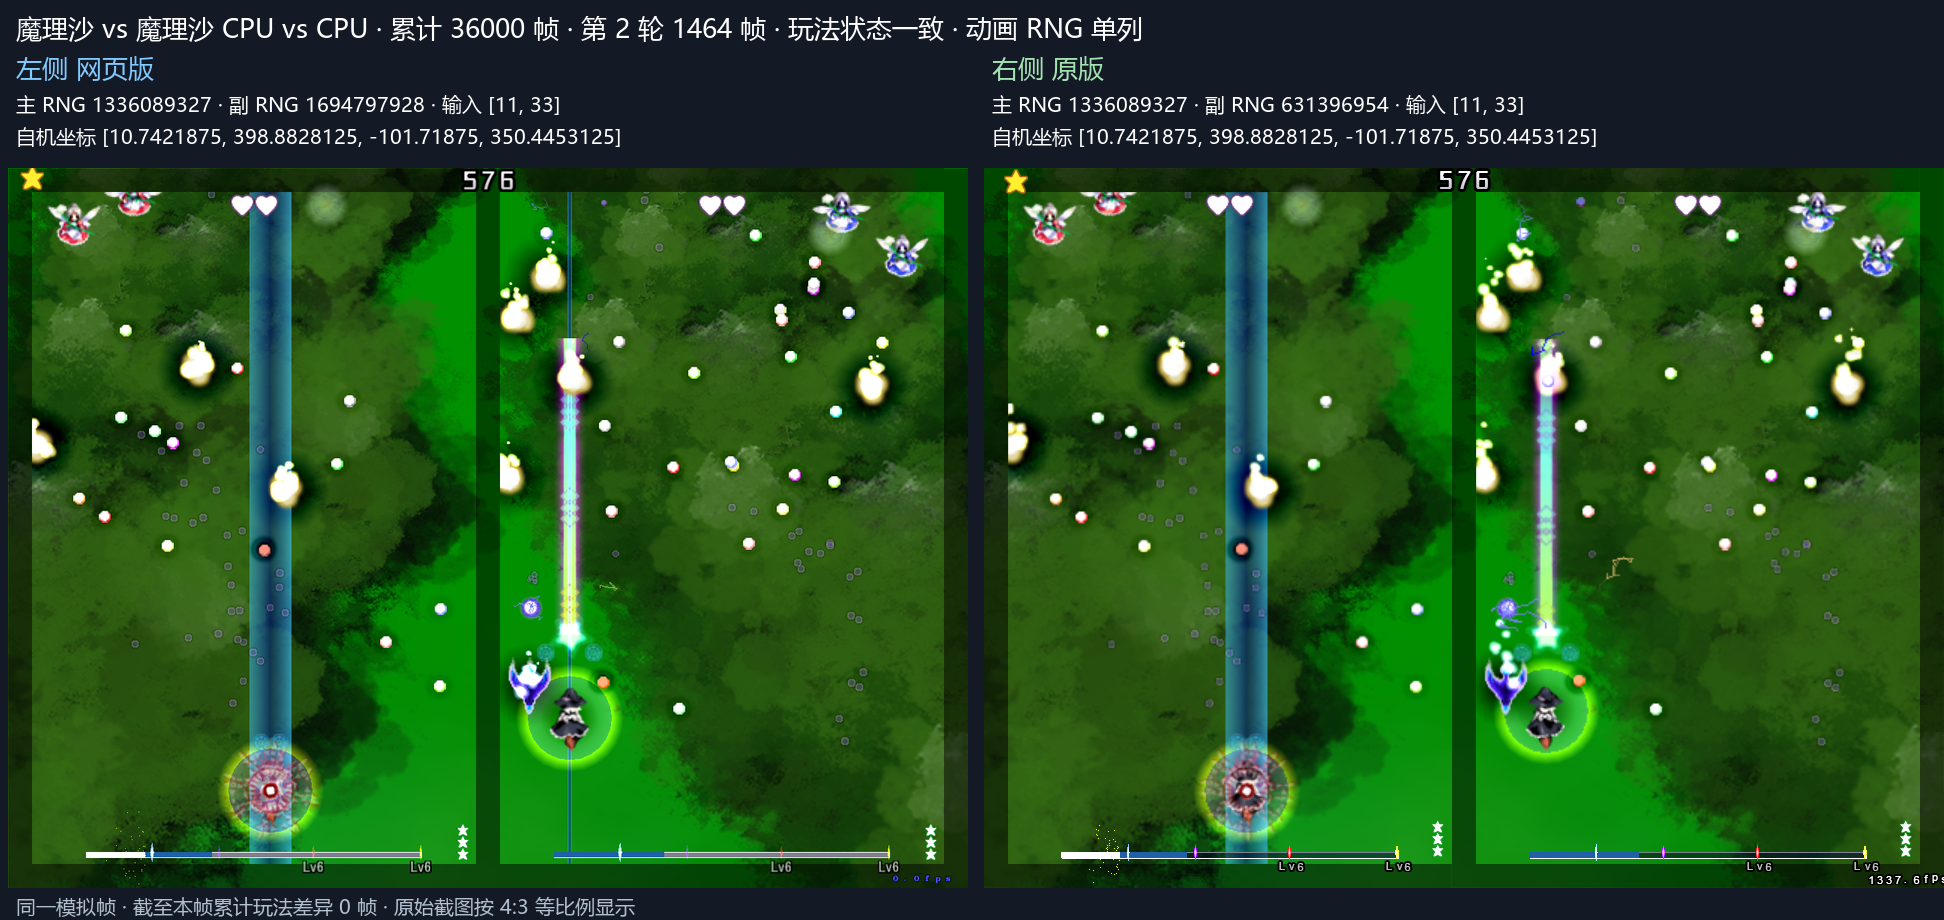 魔理沙 vs 魔理沙 CPU vs CPU · 累计 36000 帧 · 第 2 轮 1464 帧 · 玩法状态一致 · 动画 RNG 单列
左侧 网页版
主 RNG 1336089327 · 副 RNG 1694797928 · 输入 [11, 33]
自机坐标 [10.7421875, 398.8828125, -101.71875, 350.4453125]
右侧 原版
主 RNG 1336089327 · 副 RNG 631396954 · 输入 [11, 33]
自机坐标 [10.7421875, 398.8828125, -101.71875, 350.4453125]
576
Lv6 Lv6 Lv6 Lv6
0.0fps
576
Lv6 Lv6 Lv6 Lv6
1337.6fps
同一模拟帧 · 截至本帧累计玩法差异 0 帧 · 原始截图按 4:3 等比例显示